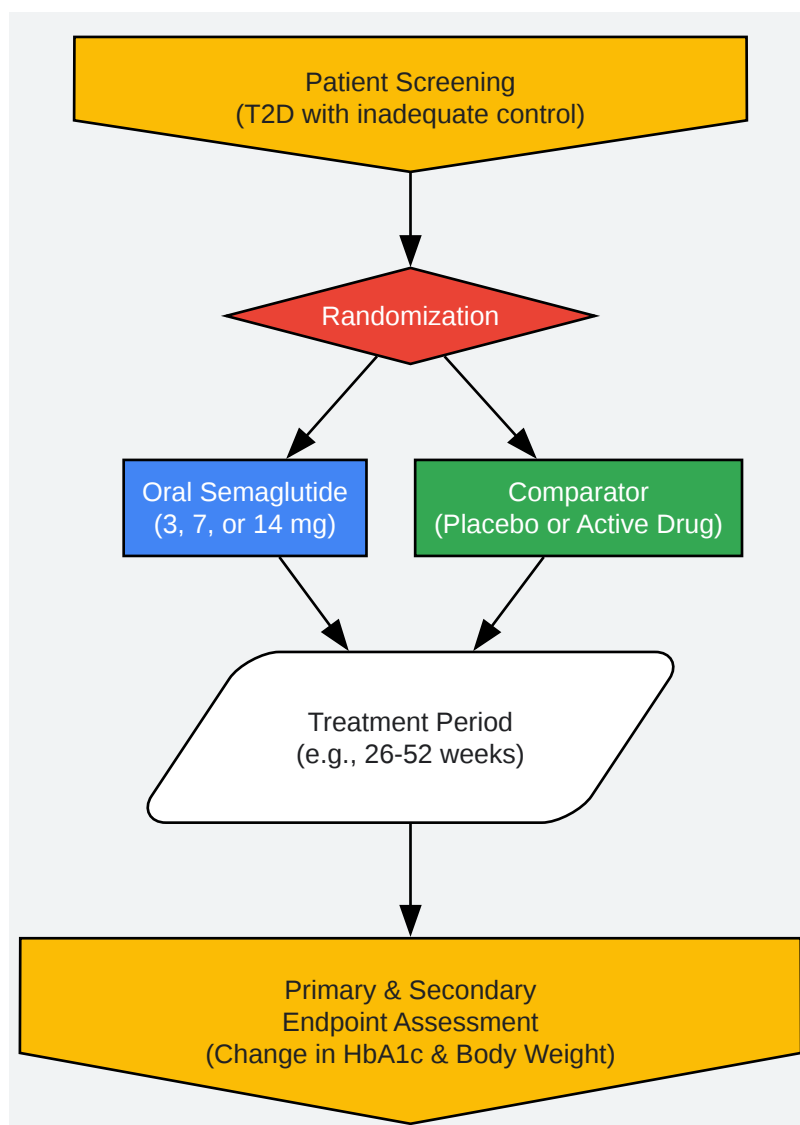 Patient Screening
(T2D with inadequate control)
Randomization
Oral Semaglutide
(3, 7, or 14 mg)
Comparator
(Placebo or Active Drug)
Treatment Period
(e.g., 26-52 weeks)
Primary & Secondary
Endpoint Assessment
(Change in HbA1c & Body Weight)